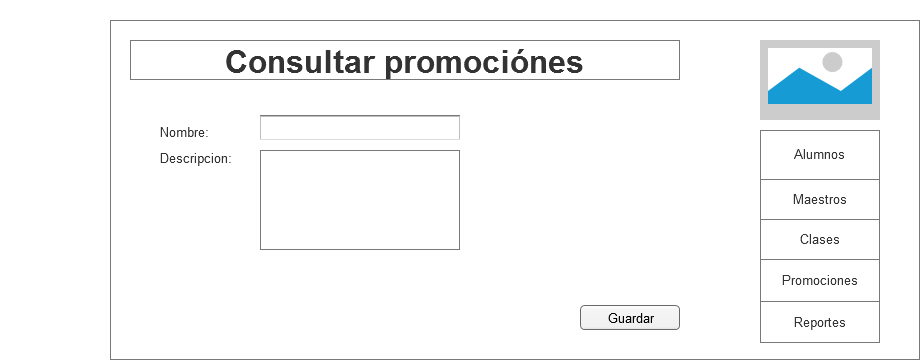 Consultar promociónes
Nombre:
Descripcion:
Guardar
Alumnos
Maestros
Clases
Promociones
Reportes